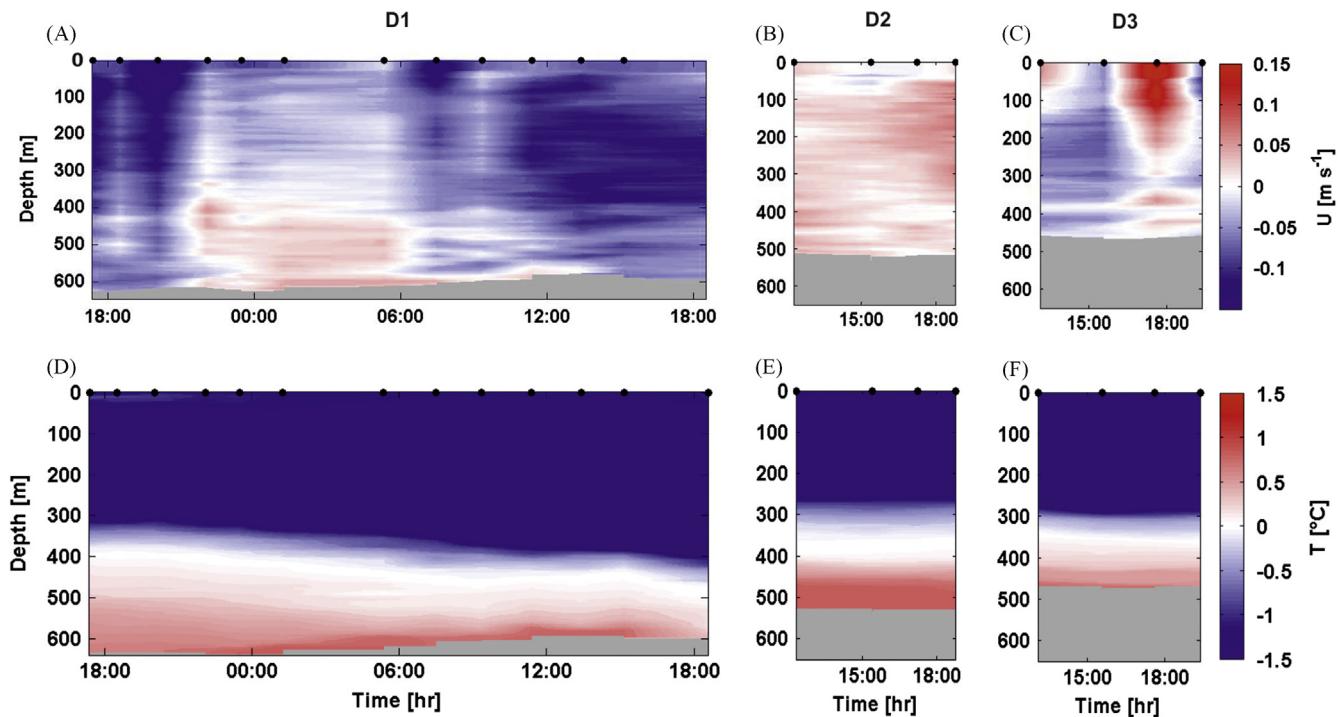 D1 D2 D3
(A) (B) (C)
0 0 0 0.15
100 100 100 0.1
200 200 200 0.05
Depth [m] 300 300 300 0 U [m s⁻¹]
400 400 400 -0.05
500 500 500 -0.1
600 600 600
18:00 00:00 06:00 12:00 18:00 15:00 18:00 15:00 18:00
(D) (E) (F)
0 0 0 1.5
100 100 100 1
200 200 200 0.5
Depth [m] 300 300 300 0 T [°C]
400 400 400 -0.5
500 500 500 -1
600 600 600 -1.5
18:00 00:00 06:00 12:00 18:00 15:00 18:00 15:00 18:00
Time [hr] Time [hr] Time [hr]